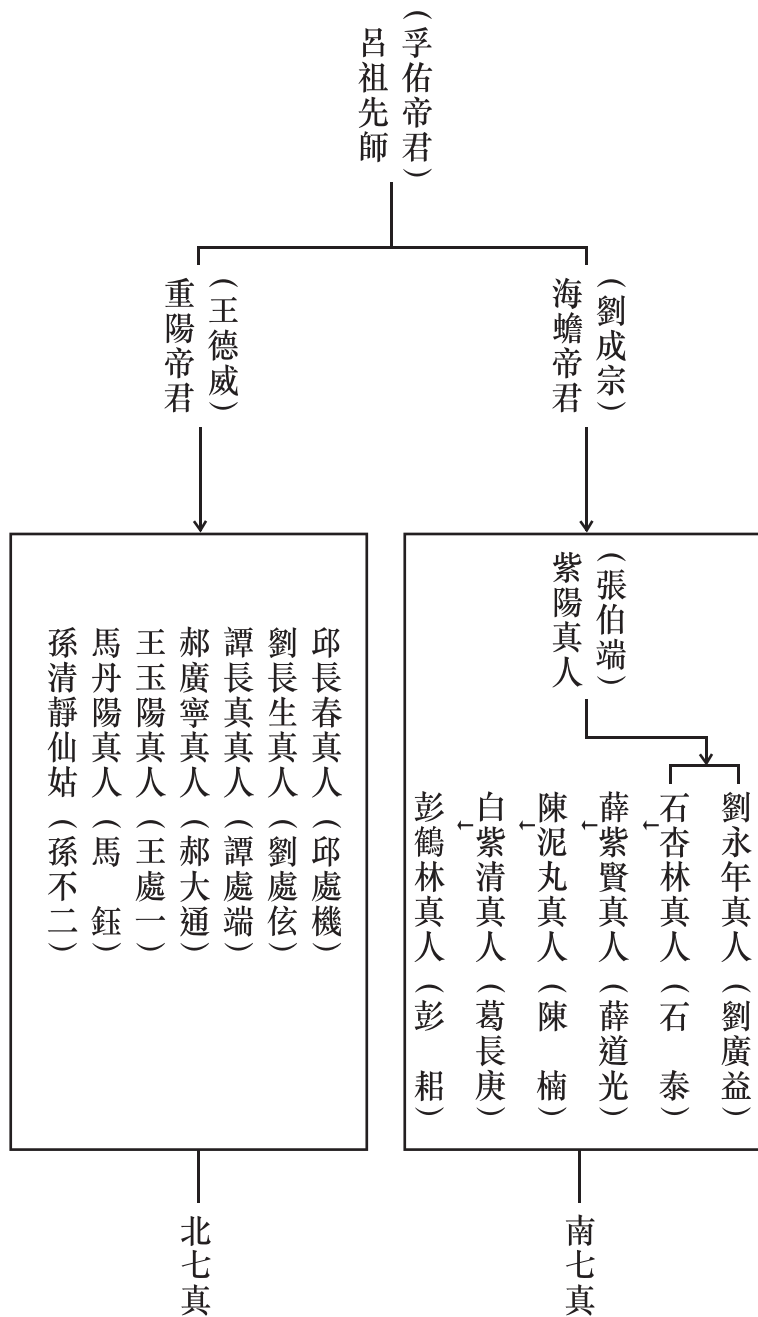 (孚佑帝君)
呂祖先師
(劉成宗)
海蟾帝君
(王德威)
重陽帝君
(張伯端)
紫陽真人
劉永年真人(劉廣益)
石杏林真人(石 泰)
薛紫賢真人(薛道光)
陳泥丸真人(陳 楠)
白紫清真人(葛長庚)
彭鶴林真人(彭 耜)
南七真
邱長春真人(邱處機)
劉長生真人(劉處伭)
譚長真真人(譚處端)
郝廣寧真人(郝大通)
王玉陽真人(王處一)
馬丹陽真人(馬 鈺)
孫清靜仙姑(孫不二)
北七真